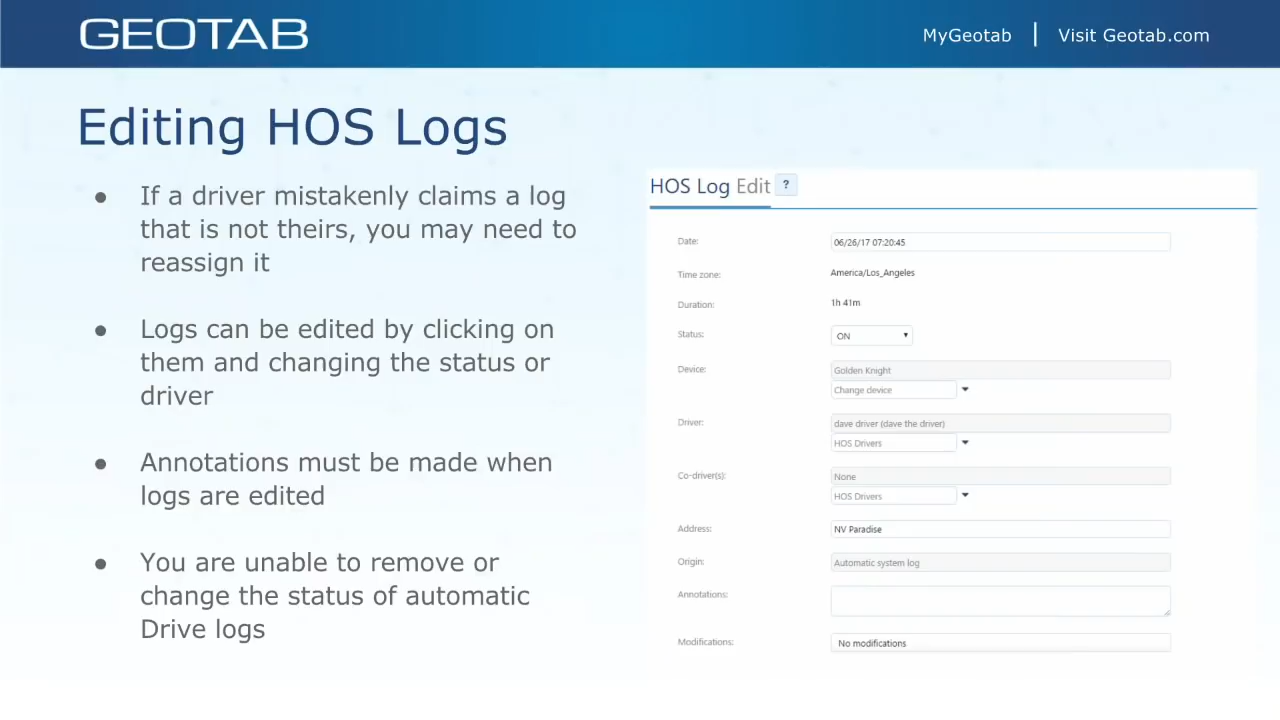 GEOTAB
MyGeotab | Visit Geotab.com
Editing HOS Logs
● If a driver mistakenly claims a log
that is not theirs, you may need to
reassign it
● Logs can be edited by clicking on
them and changing the status or
driver
● Annotations must be made when
logs are edited
● You are unable to remove or
change the status of automatic
Drive logs
HOS Log Edit ?
Date: 06/26/17 07:20:45
Time zone: America/Los_Angeles
Duration: 1h 41m
Status: ON
Device: Golden Knight
Change device
Driver: dave driver (dave the driver)
HOS Drivers
Co-driver(s): None
HOS Drivers
Address: NV Paradise
Origin: Automatic system log
Annotations:
Modifications: No modifications